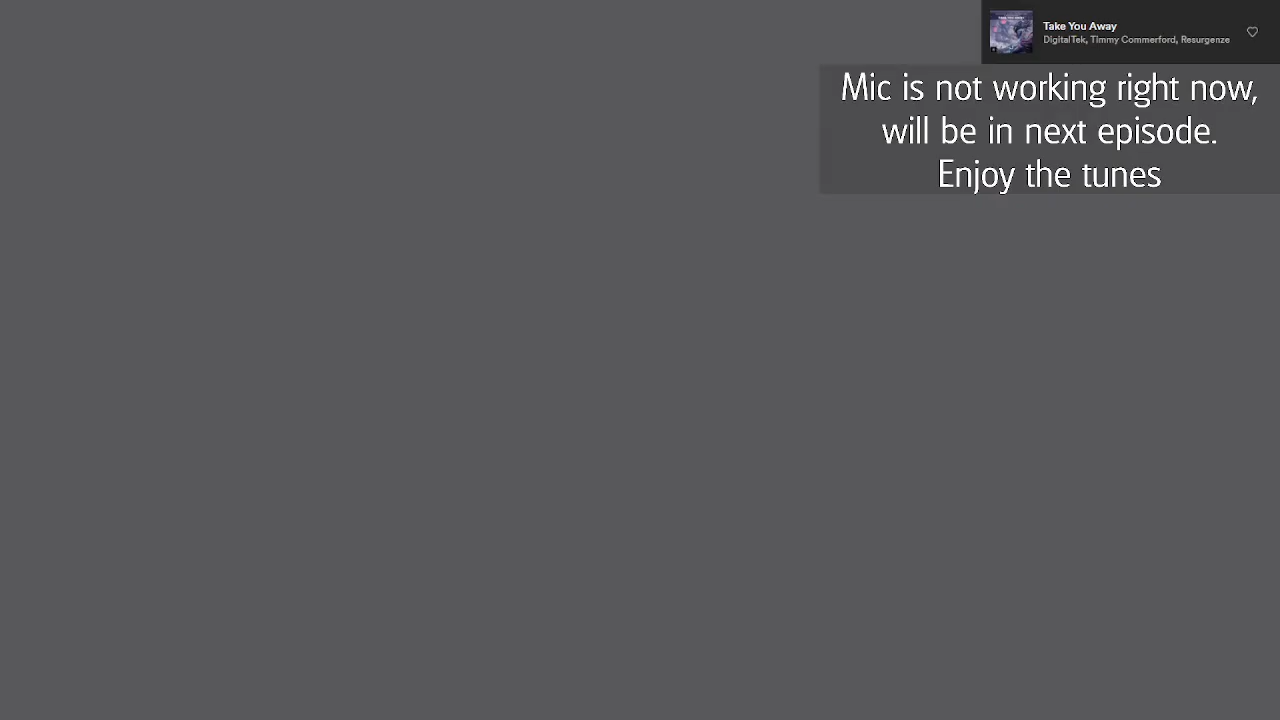 Take You Away
DigitalTek, Timmy Commerford, Resurgenze
Mic is not working right now,
will be in next episode.
Enjoy the tunes